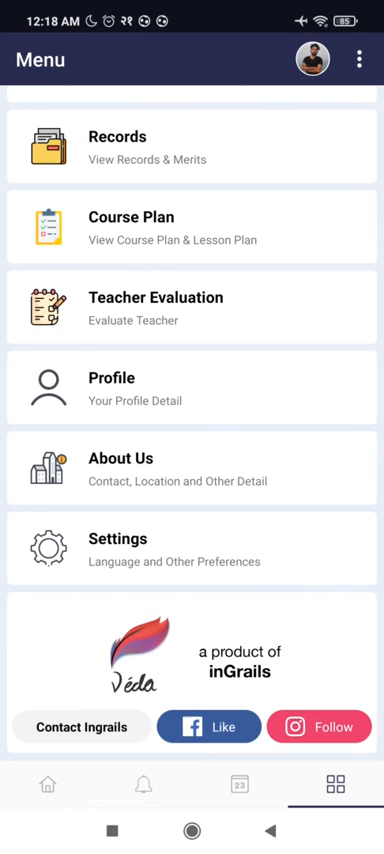 12:18 AM २१ 85
Menu
Records
View Records & Merits
Course Plan
View Course Plan & Lesson Plan
Teacher Evaluation
Evaluate Teacher
Profile
Your Profile Detail
About Us
Contact, Location and Other Detail
Settings
Language and Other Preferences
a product of
inGrails
Véda
Contact Ingrails
Like
Follow
23